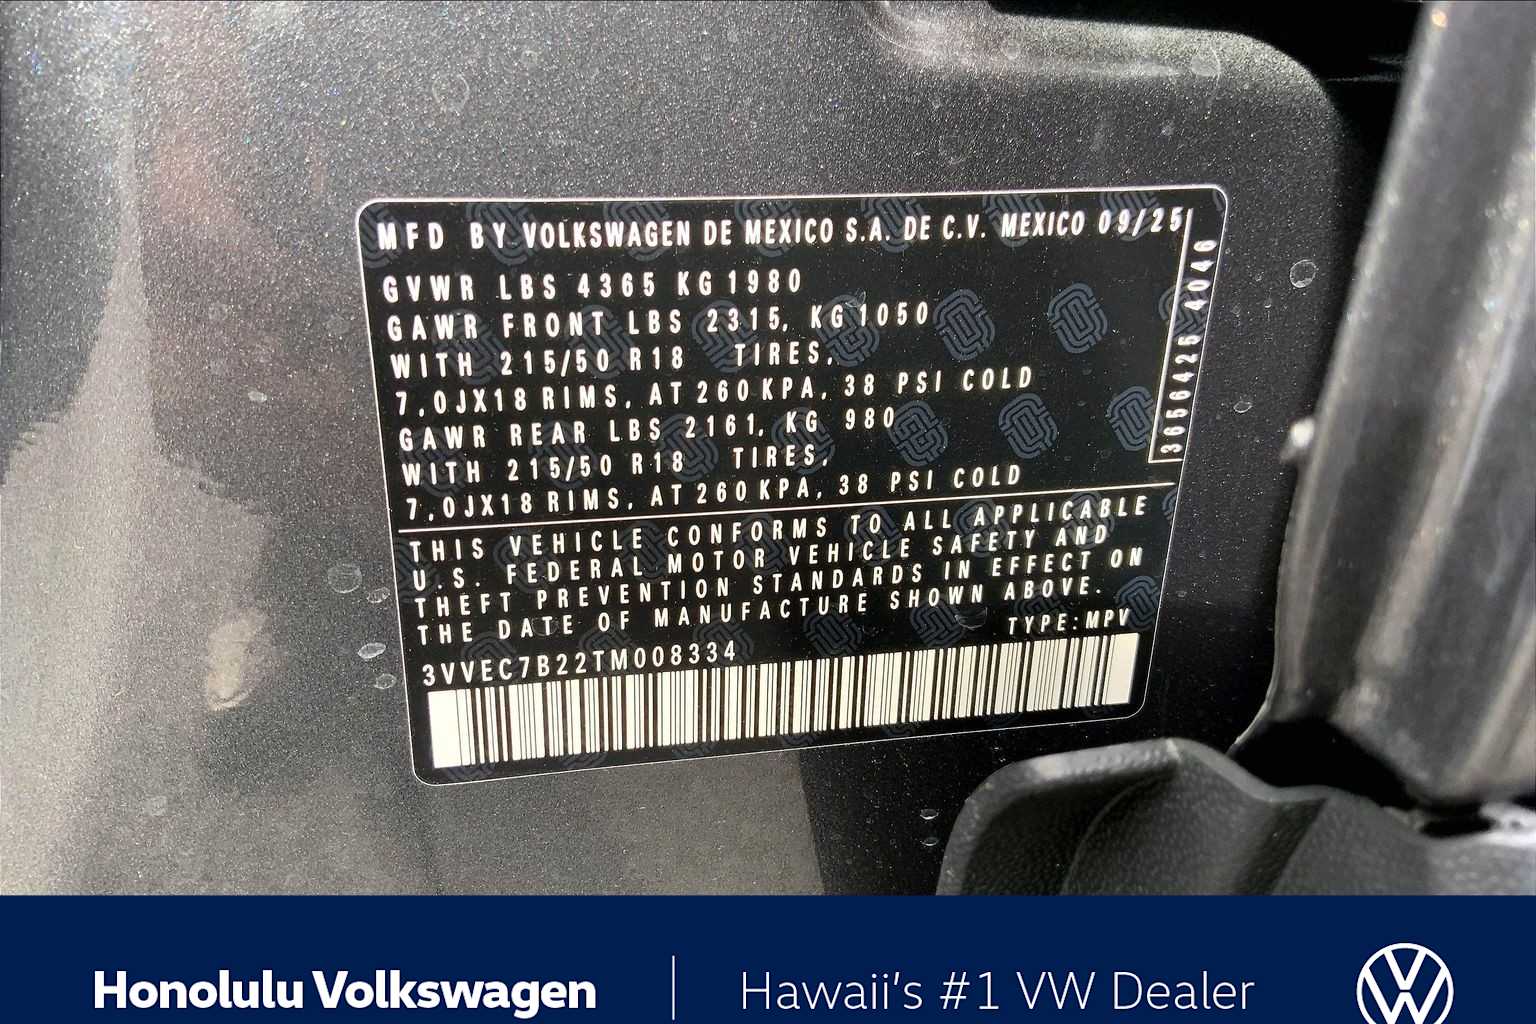 MFD BY VOLKSWAGEN DE MEXICO S.A. DE C.V. MEXICO 09/25
GVWR LBS 4365 KG 1980
GAWR FRONT LBS 2315, KG 1050
WITH 215/50 R18 TIRES,
7,0JX18 RIMS, AT 260 KPA, 38 PSI COLD
GAWR REAR LBS 2161, KG 980
WITH 215/50 R18 TIRES,
7,0JX18 RIMS, AT 260 KPA, 38 PSI COLD
3656425 4046
THIS VEHICLE CONFORMS TO ALL APPLICABLE
U.S. FEDERAL MOTOR VEHICLE SAFETY AND
THEFT PREVENTION STANDARDS IN EFFECT ON
THE DATE OF MANUFACTURE SHOWN ABOVE.
TYPE:MPV
3VVEC7B22TM008334
Honolulu Volkswagen
Hawaii's #1 VW Dealer